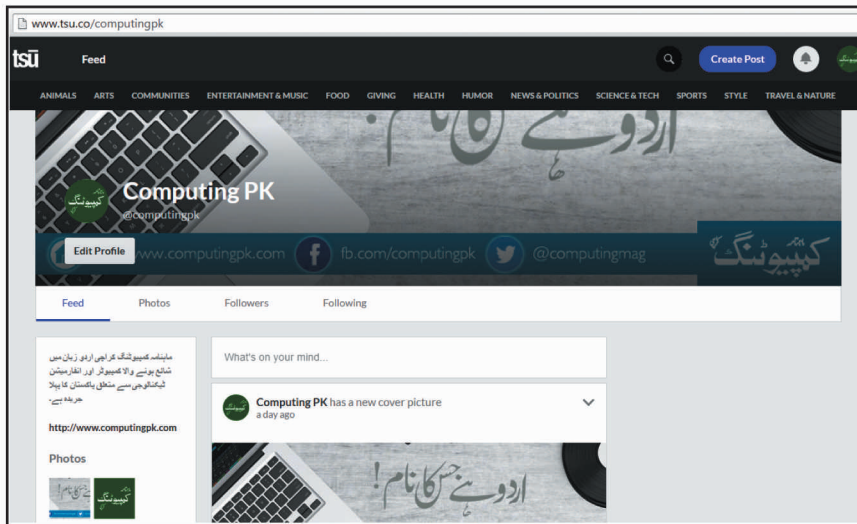 www.tsu.co/computingpk
tsū
Feed
Create Post
ANIMALS ARTS COMMUNITIES ENTERTAINMENT & MUSIC FOOD GIVING HEALTH HUMOR NEWS & POLITICS SCIENCE & TECH SPORTS STYLE TRAVEL & NATURE
اردو ہے جس کا نام!
کمپیوٹنگ
Computing PK
@computingpk
Edit Profile
www.computingpk.com fb.com/computingpk @computingmag
ماہنامہ کمپیوٹنگ
Feed Photos Followers Following
ماہنامہ کمپیوٹنگ کراچی اردو زبان میں
شائع ہونے والا کمپیوٹر اور انفارمیشن
ٹیکنالوجی سے متعلق پاکستان کا پہلا
جریدہ ہے۔
http://www.computingpk.com
Photos
What's on your mind...
Computing PK has a new cover picture
a day ago
اردو ہے جس کا نام!
کمپیوٹنگ